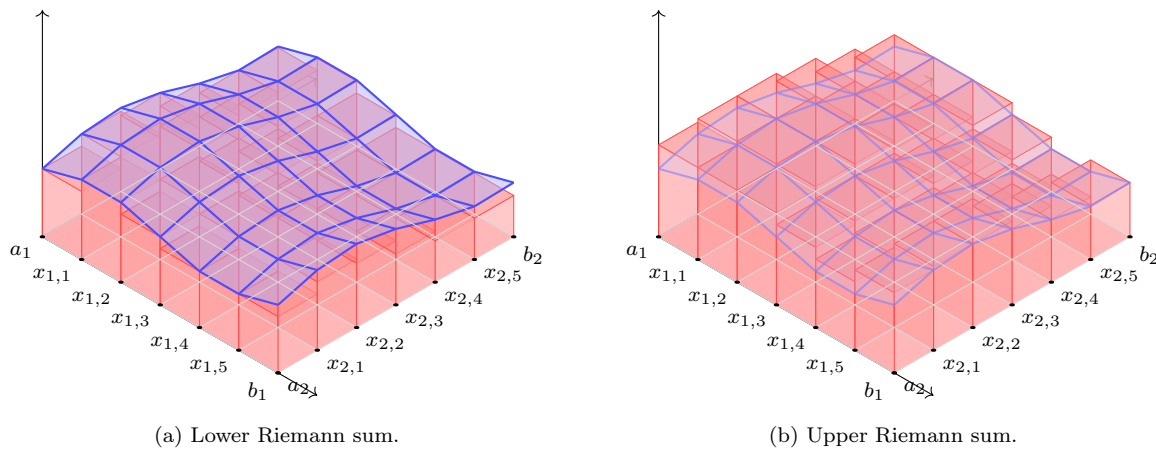 a₁
x₁,₁
x₁,₂
x₁,₃
x₁,₄
x₁,₅
b₁
a₂
x₂,₁
x₂,₂
x₂,₃
x₂,₄
x₂,₅
b₂
(a) Lower Riemann sum.
a₁
x₁,₁
x₁,₂
x₁,₃
x₁,₄
x₁,₅
b₁
a₂
x₂,₁
x₂,₂
x₂,₃
x₂,₄
x₂,₅
b₂
(b) Upper Riemann sum.